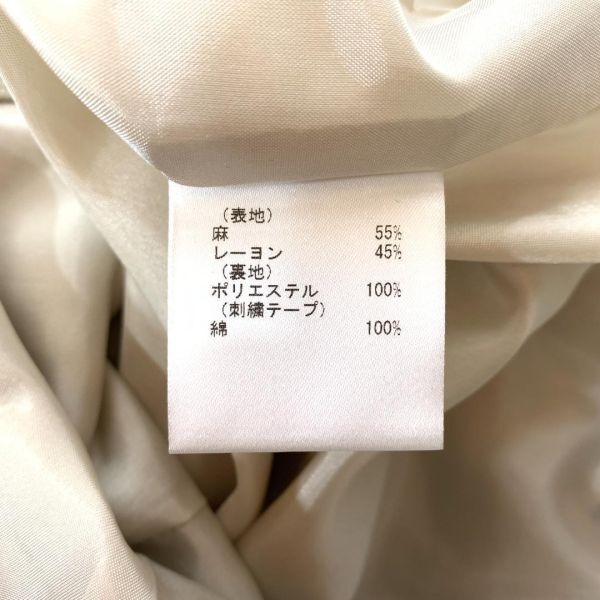 （表地）
麻 55%
レーヨン 45%
（裏地）
ポリエステル 100%
（刺繍テープ）
綿 100%